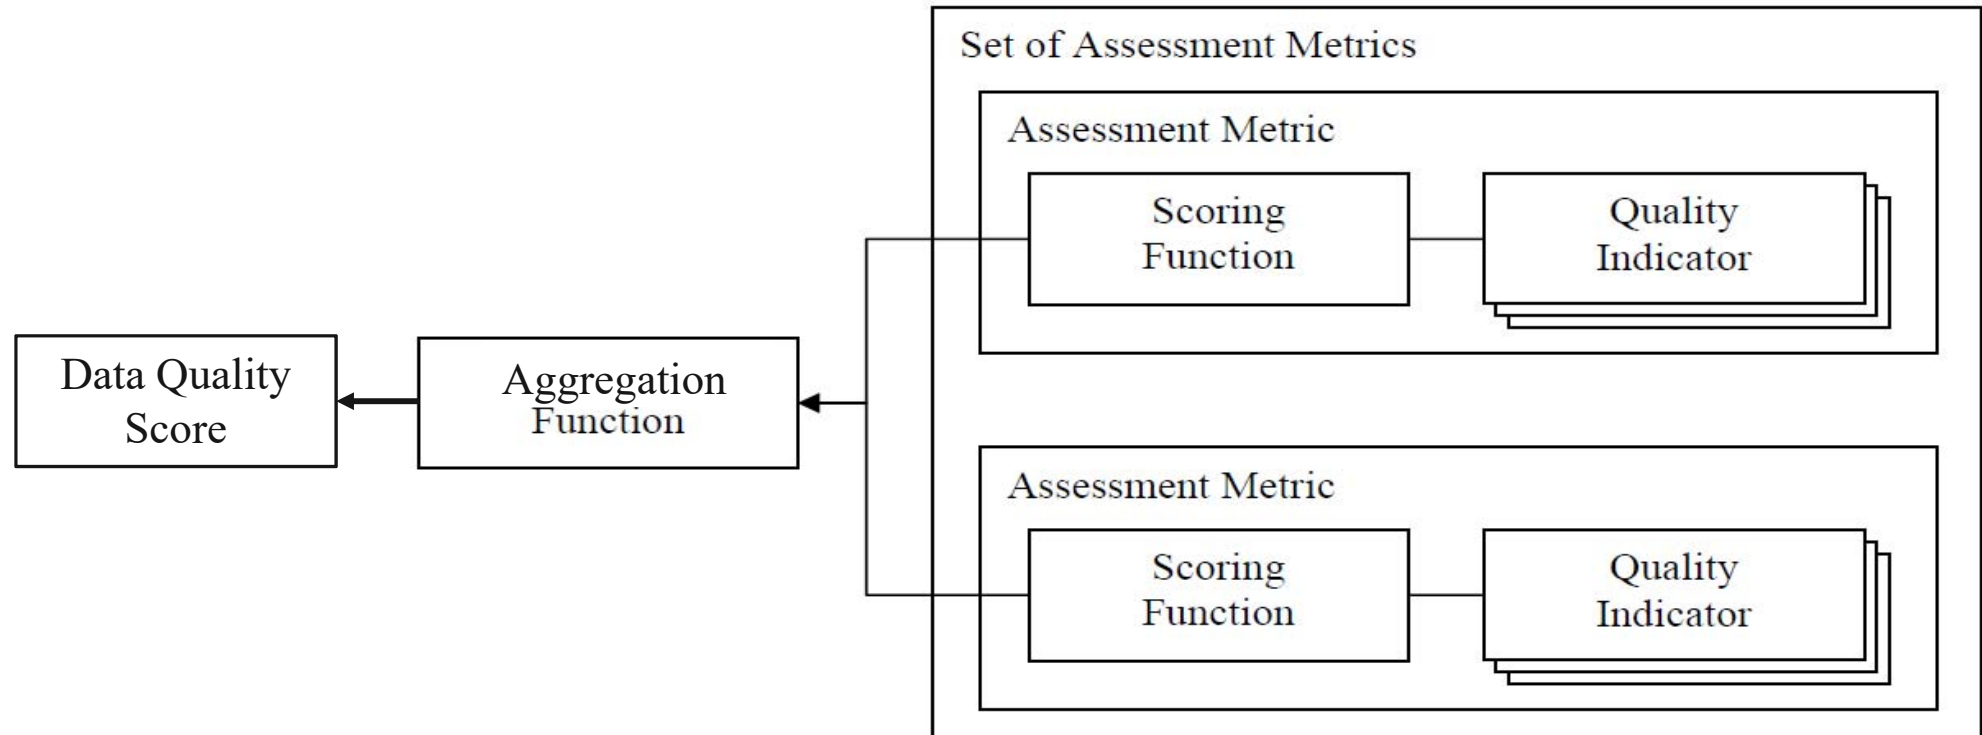 Set of Assessment Metrics
Assessment Metric
Scoring
Function
Quality
Indicator
Data Quality
Score
Aggregation
Function
Assessment Metric
Scoring
Function
Quality
Indicator